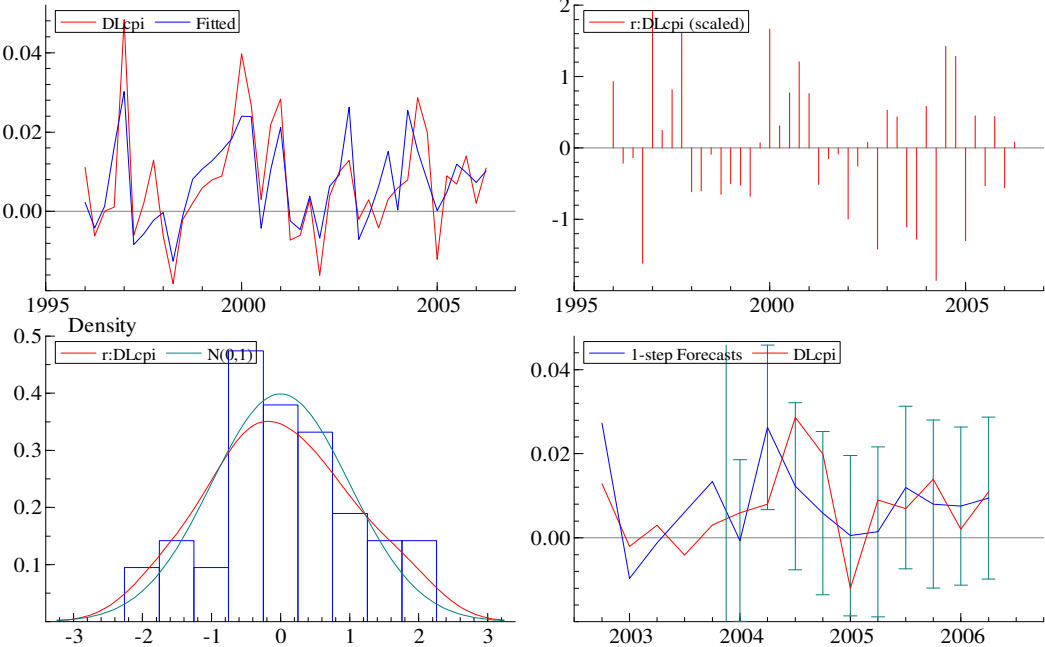 DLcpi Fitted
0.04
0.02
0.00
1995 2000 2005
r:DLcpi (scaled)
2
1
0
-1
1995 2000 2005
Density
r:DLcpi N(0,1)
0.5
0.4
0.3
0.2
0.1
-3 -2 -1 0 1 2 3
1-step Forecasts DLcpi
0.04
0.02
0.00
2003 2004 2005 2006